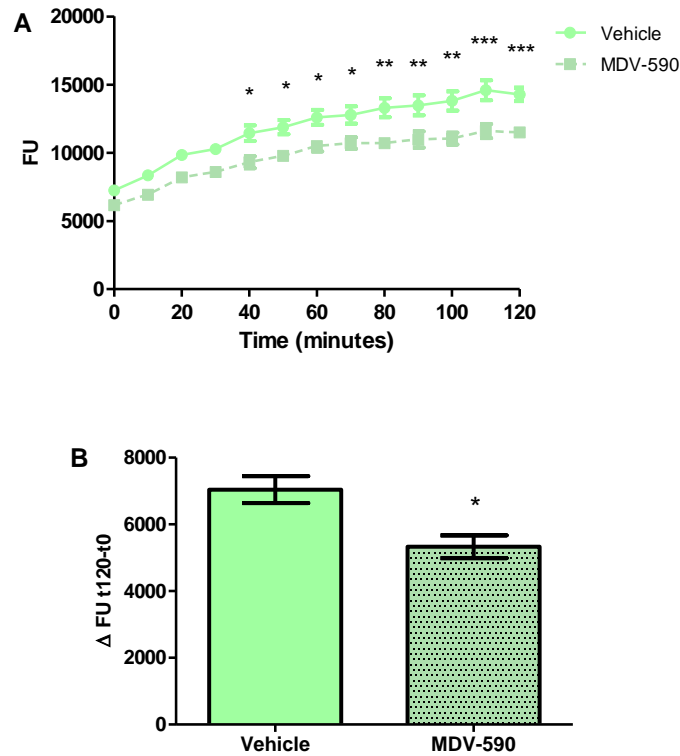 A
20000
15000
10000
5000
0
FU
* * * * ** ** ** *** ***
0 20 40 60 80 100 120
Time (minutes)
Vehicle
MDV-590
B
8000
6000
4000
2000
0
Δ FU t120-t0
*
Vehicle MDV-590